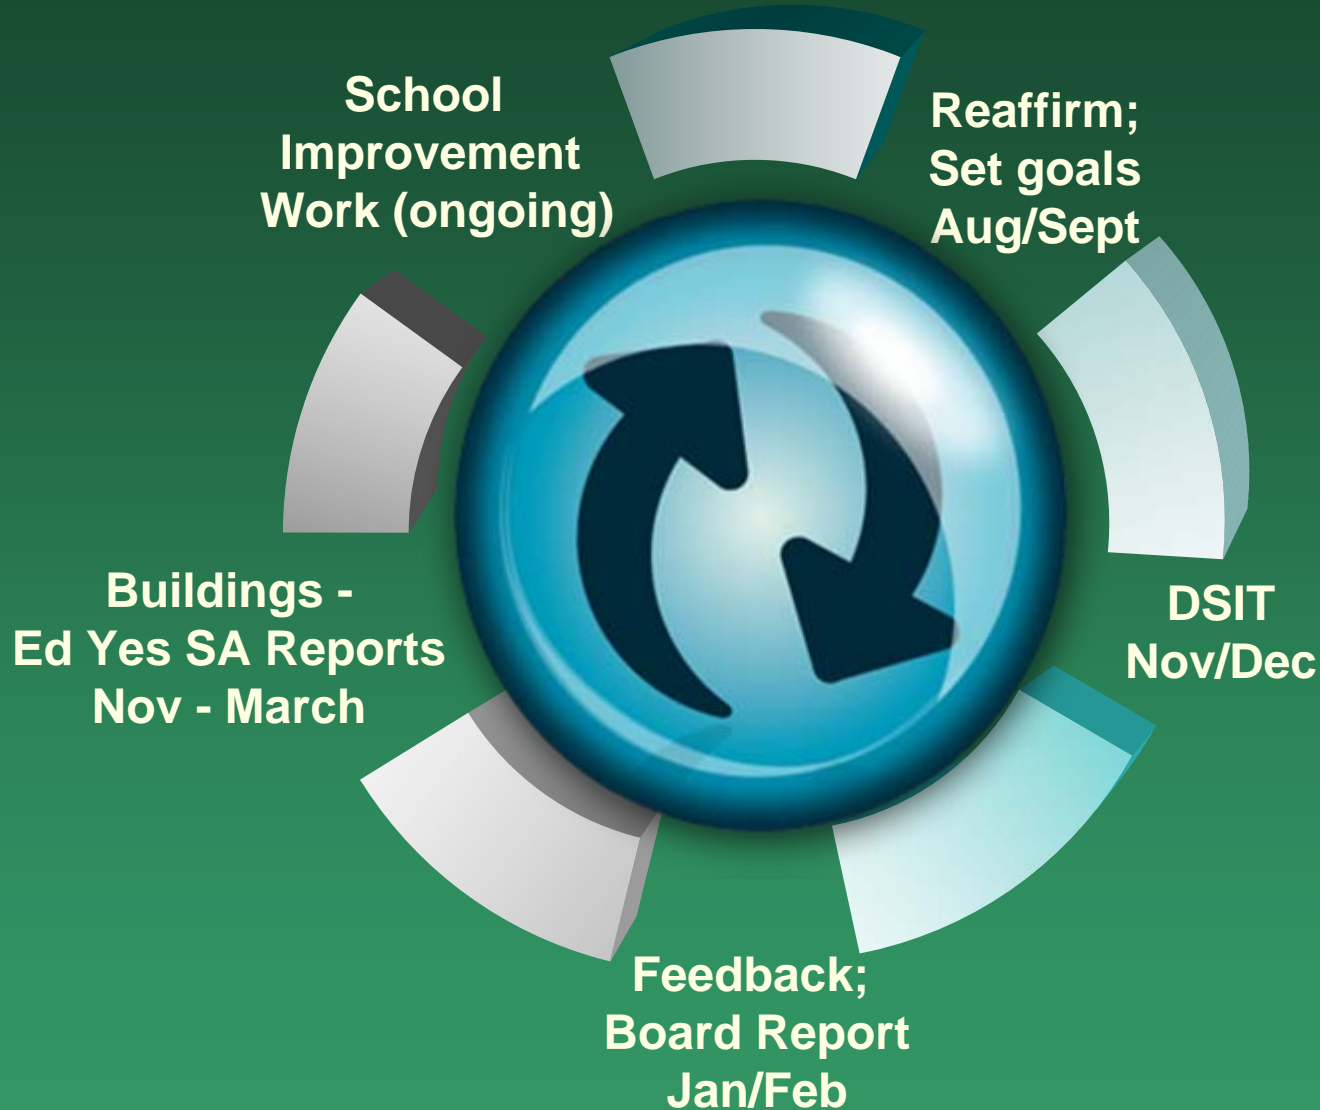 School
Improvement
Work (ongoing)
Reaffirm;
Set goals
Aug/Sept
DSIT
Nov/Dec
Feedback;
Board Report
Jan/Feb
Buildings -
Ed Yes SA Reports
Nov - March